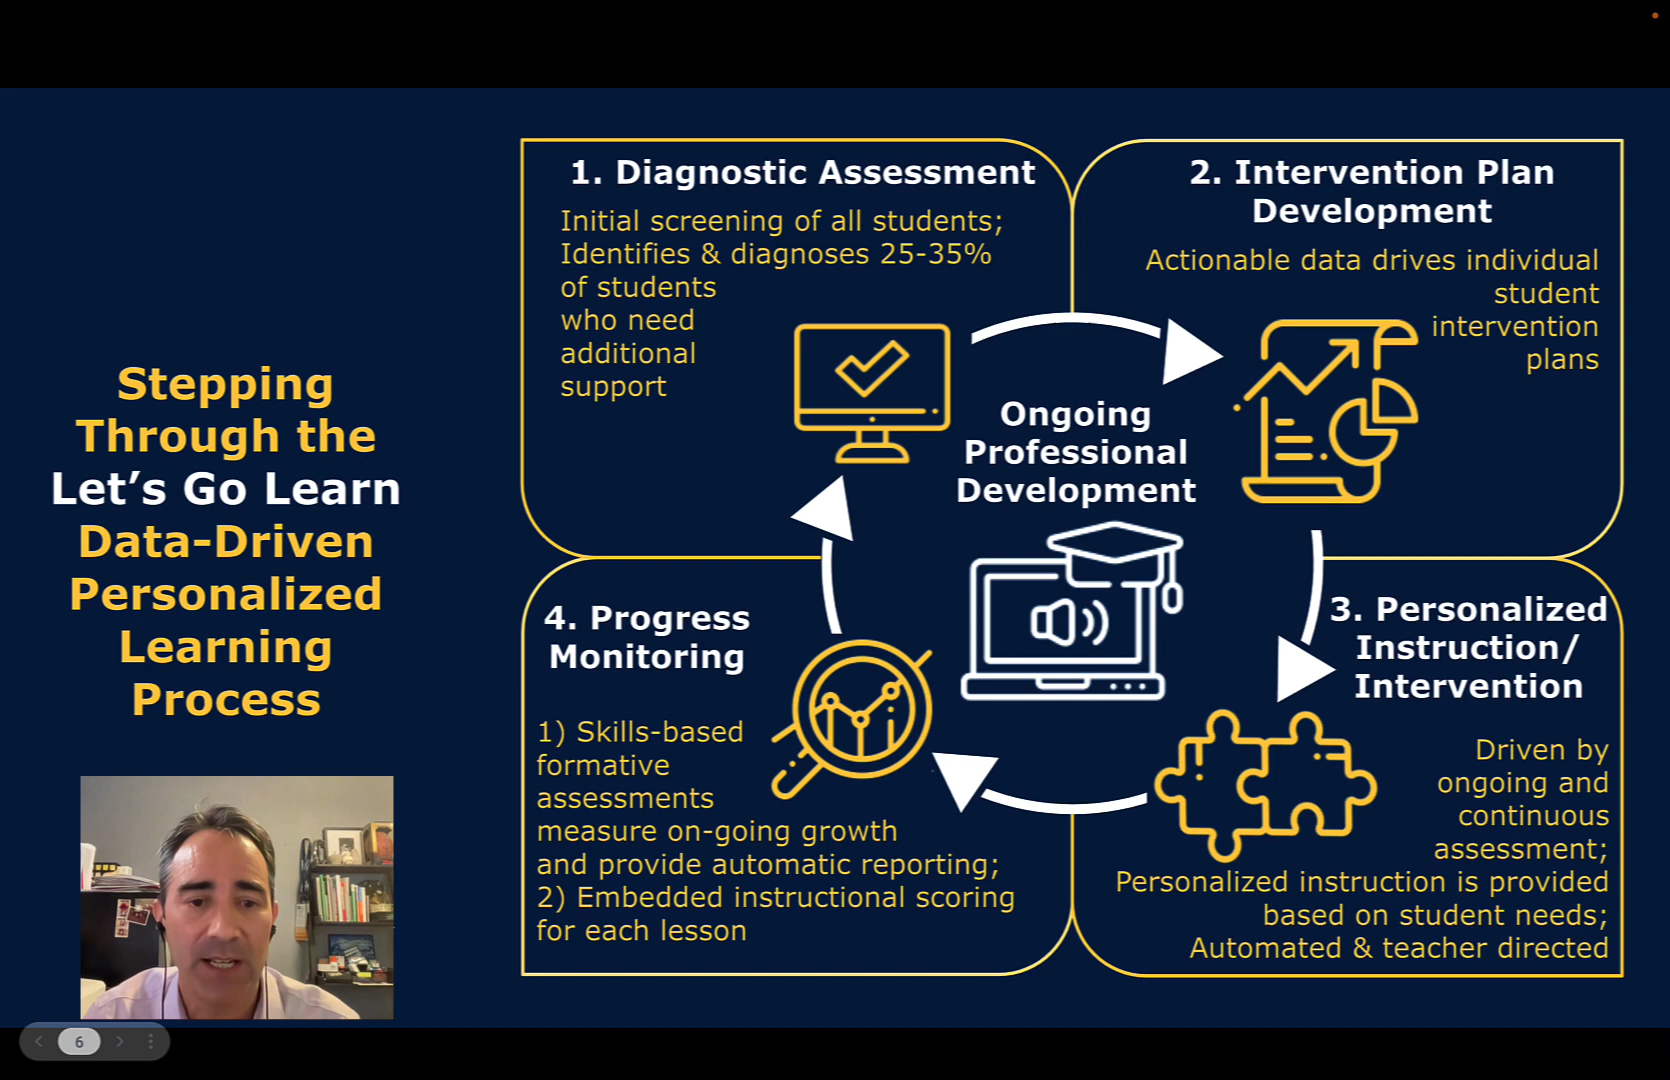 Stepping
Through the
Let’s Go Learn
Data-Driven
Personalized
Learning
Process
1. Diagnostic Assessment
Initial screening of all students;
Identifies & diagnoses 25-35%
of students
who need
additional
support
2. Intervention Plan
Development
Actionable data drives individual
student
intervention
plans
Ongoing
Professional
Development
3. Personalized
Instruction/
Intervention
Driven by
ongoing and
continuous
assessment;
Personalized instruction is provided
based on student needs;
Automated & teacher directed
4. Progress
Monitoring
1) Skills-based
formative
assessments
measure on-going growth
and provide automatic reporting;
2) Embedded instructional scoring
for each lesson
6